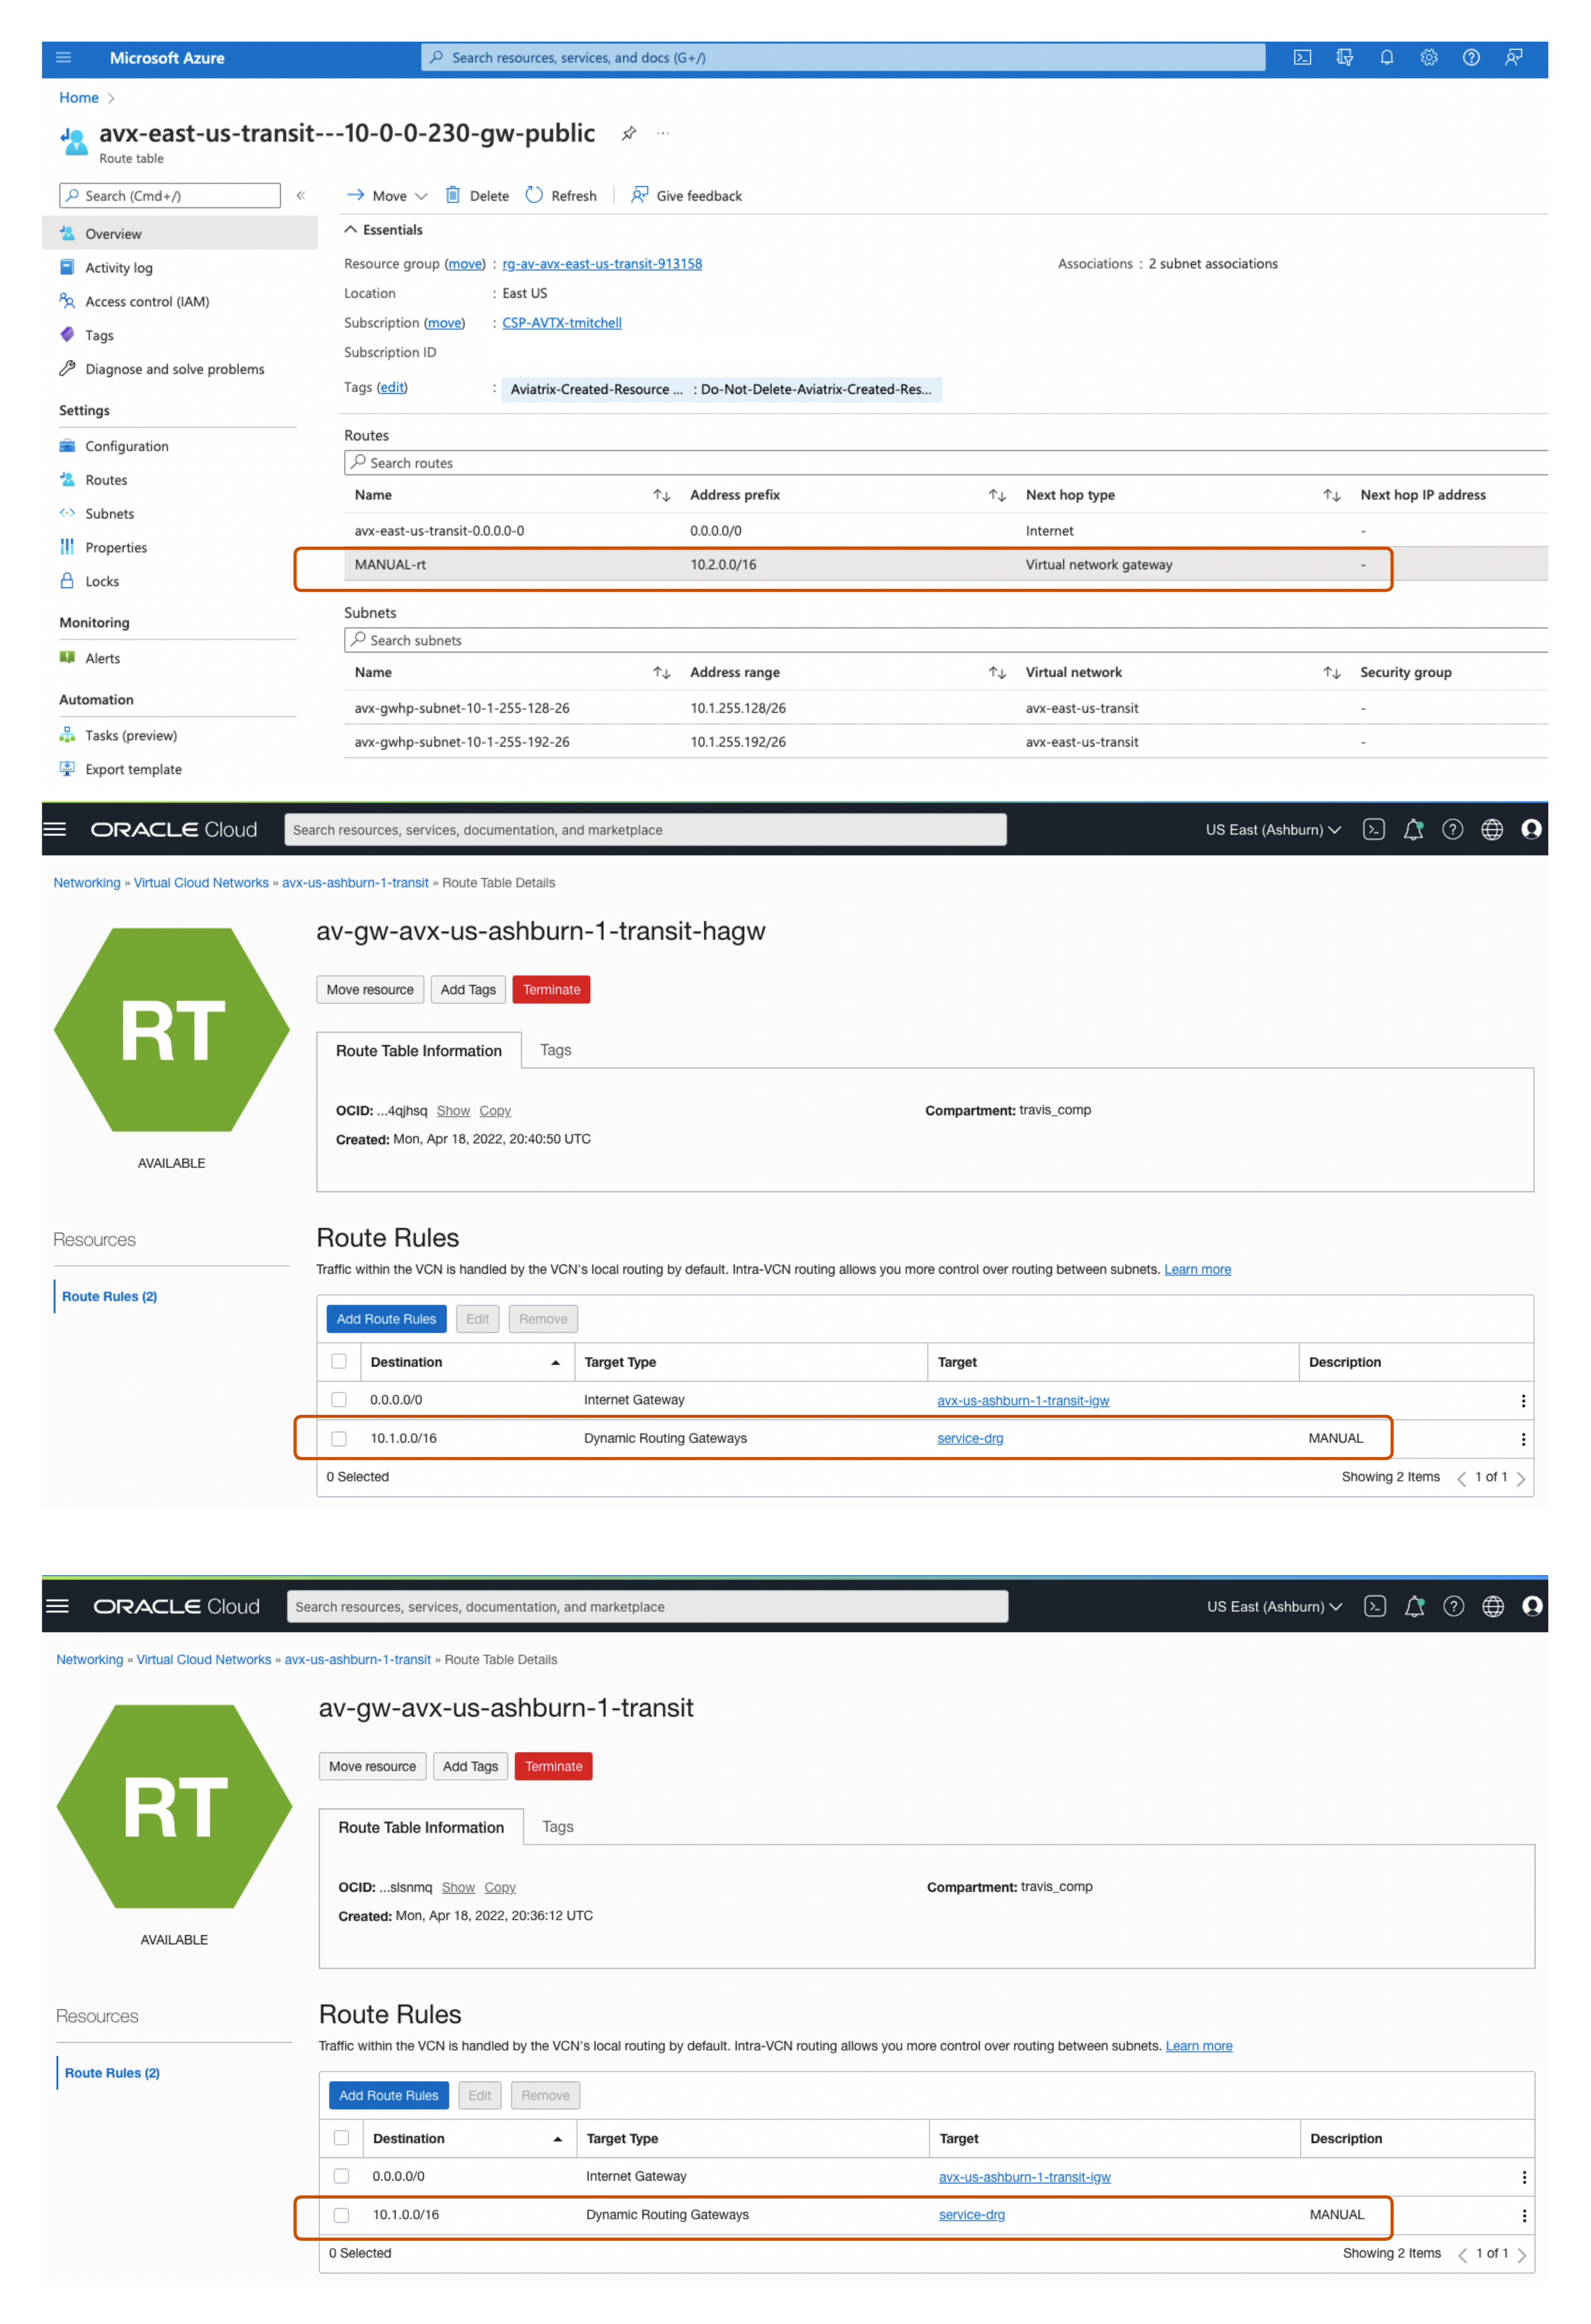 Microsoft Azure
Search resources, services, and docs (G+/)
Home >
avx-east-us-transit---10-0-0-230-gw-public
Route table
Search (Cmd+/)
Move Delete Refresh Give feedback
Overview
Activity log
Access control (IAM)
Tags
Diagnose and solve problems
Settings
Configuration
Routes
Subnets
Properties
Locks
Monitoring
Alerts
Automation
Tasks (preview)
Export template
Essentials
Resource group (move) : rg-av-avx-east-us-transit-913158
Associations : 2 subnet associations
Location : East US
Subscription (move) : CSP-AVTX-tmitchell
Subscription ID
Tags (edit) : Aviatrix-Created-Resource ... : Do-Not-Delete-Aviatrix-Created-Res...
Routes
Search routes
Name Address prefix Next hop type Next hop IP address
avx-east-us-transit-0.0.0.0-0 0.0.0.0/0 Internet -
MANUAL-rt 10.2.0.0/16 Virtual network gateway -
Subnets
Search subnets
Name Address range Virtual network Security group
avx-gwhp-subnet-10-1-255-128-26 10.1.255.128/26 avx-east-us-transit -
avx-gwhp-subnet-10-1-255-192-26 10.1.255.192/26 avx-east-us-transit -
ORACLE Cloud
Search resources, services, documentation, and marketplace
US East (Ashburn)
Networking » Virtual Cloud Networks » avx-us-ashburn-1-transit » Route Table Details
RT
AVAILABLE
av-gw-avx-us-ashburn-1-transit-hagw
Move resource Add Tags Terminate
Route Table Information Tags
OCID: ...4qjhsq Show Copy
Compartment: travis_comp
Created: Mon, Apr 18, 2022, 20:40:50 UTC
Resources
Route Rules (2)
Route Rules
Traffic within the VCN is handled by the VCN's local routing by default. Intra-VCN routing allows you more control over routing between subnets. Learn more
Add Route Rules Edit Remove
Destination Target Type Target Description
0.0.0.0/0 Internet Gateway avx-us-ashburn-1-transit-igw
10.1.0.0/16 Dynamic Routing Gateways service-drg MANUAL
0 Selected
Showing 2 Items < 1 of 1 >
ORACLE Cloud
Search resources, services, documentation, and marketplace
US East (Ashburn)
Networking » Virtual Cloud Networks » avx-us-ashburn-1-transit » Route Table Details
RT
AVAILABLE
av-gw-avx-us-ashburn-1-transit
Move resource Add Tags Terminate
Route Table Information Tags
OCID: ...slsnmq Show Copy
Compartment: travis_comp
Created: Mon, Apr 18, 2022, 20:36:12 UTC
Resources
Route Rules (2)
Route Rules
Traffic within the VCN is handled by the VCN's local routing by default. Intra-VCN routing allows you more control over routing between subnets. Learn more
Add Route Rules Edit Remove
Destination Target Type Target Description
0.0.0.0/0 Internet Gateway avx-us-ashburn-1-transit-igw
10.1.0.0/16 Dynamic Routing Gateways service-drg MANUAL
0 Selected
Showing 2 Items < 1 of 1 >